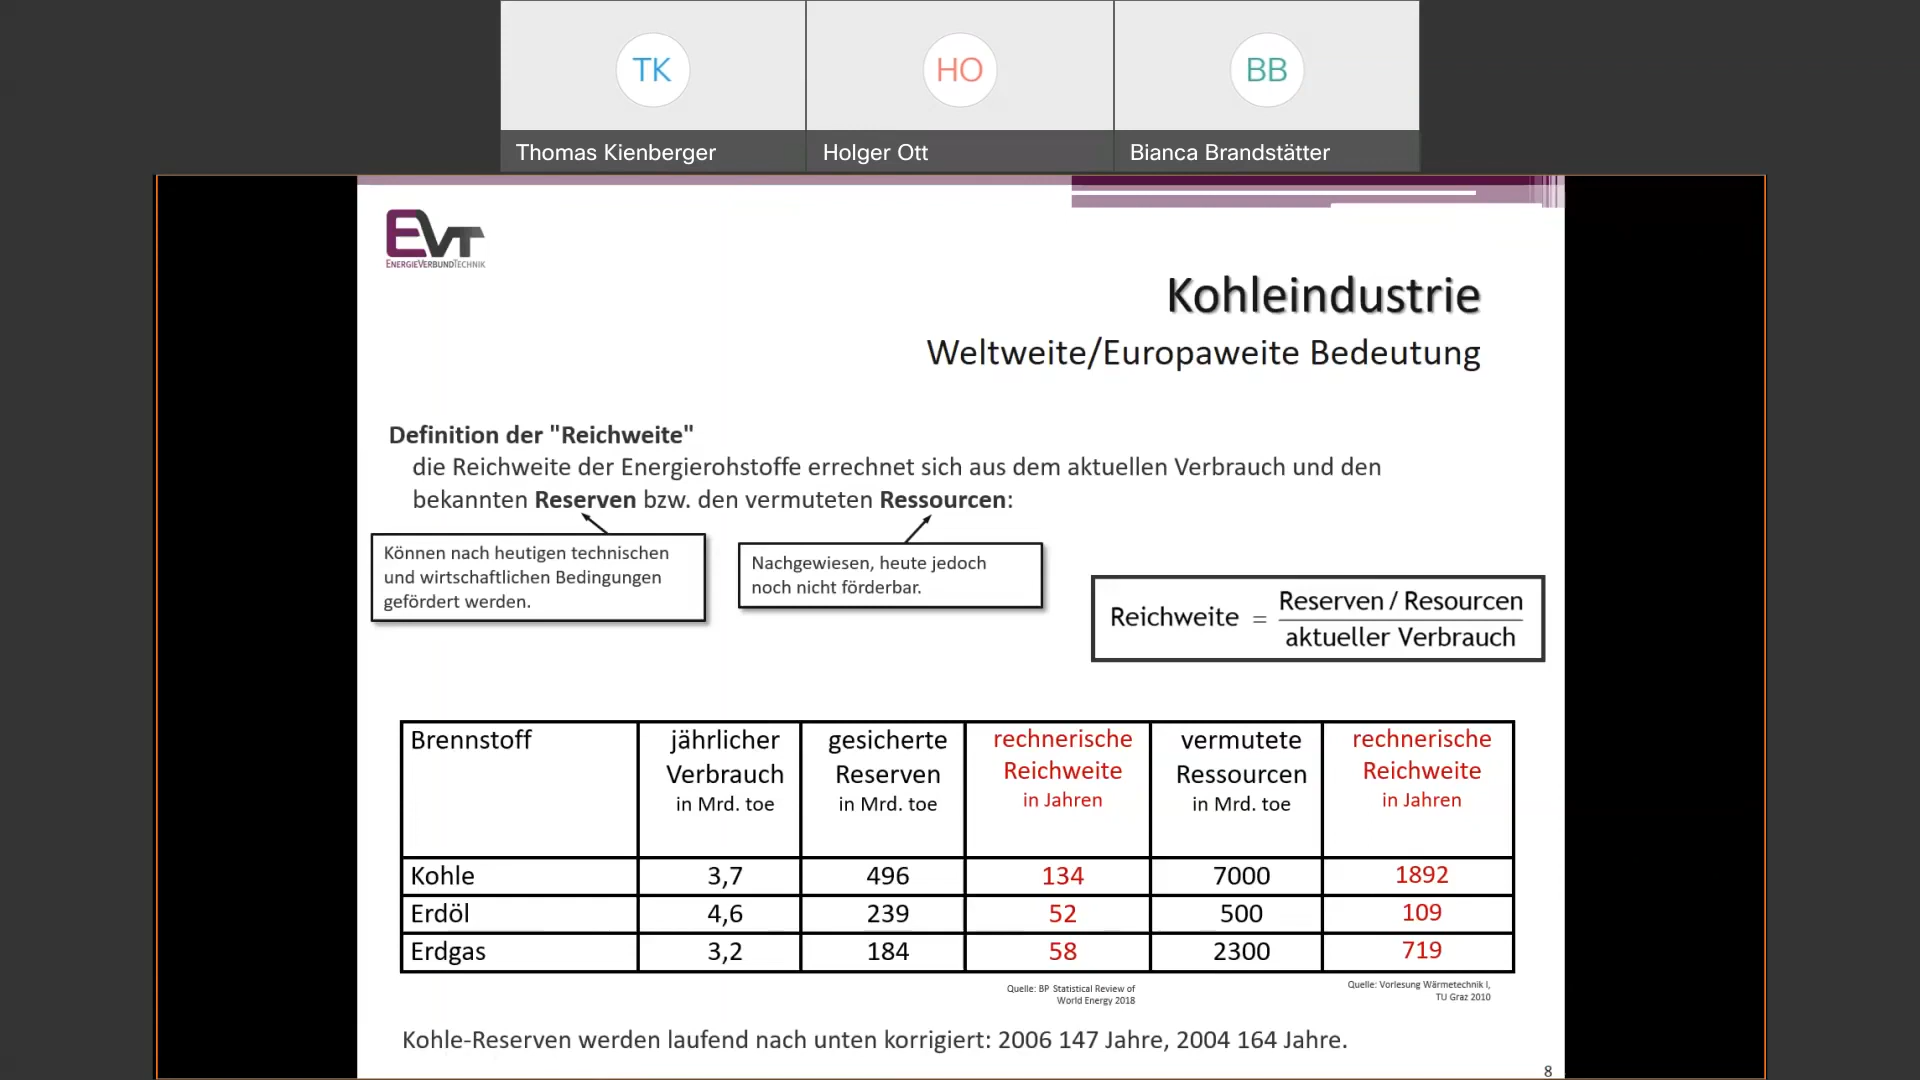 TK
HO
BB
Thomas Kienberger
Holger Ott
Bianca Brandstätter
EVT
ENERGIEVERBUNDTECHNIK
Kohleindustrie
Weltweite/Europaweite Bedeutung
Definition der "Reichweite"
die Reichweite der Energierohstoffe errechnet sich aus dem aktuellen Verbrauch und den
bekannten Reserven bzw. den vermuteten Ressourcen:
Können nach heutigen technischen
und wirtschaftlichen Bedingungen
gefördert werden.
Nachgewiesen, heute jedoch
noch nicht förderbar.
Reichweite = Reserven / Resourcen
aktueller Verbrauch
Brennstoff jährlicher Verbrauch in Mrd. toe gesicherte Reserven in Mrd. toe rechnerische Reichweite in Jahren vermutete Ressourcen in Mrd. toe rechnerische Reichweite in Jahren
Kohle 3,7 496 134 7000 1892
Erdöl 4,6 239 52 500 109
Erdgas 3,2 184 58 2300 719
Quelle: BP Statistical Review of
World Energy 2018
Quelle: Vorlesung Wärmetechnik I,
TU Graz 2010
Kohle-Reserven werden laufend nach unten korrigiert: 2006 147 Jahre, 2004 164 Jahre.
8